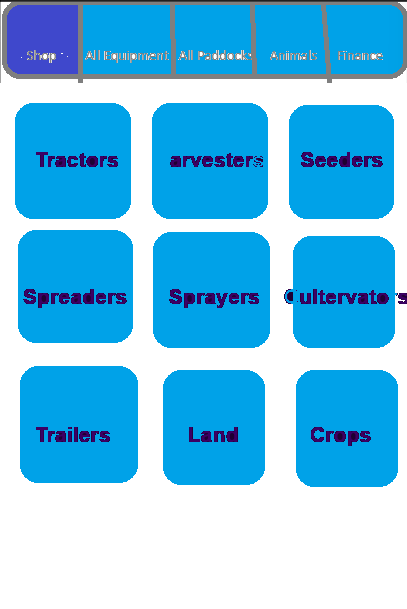 Shop All Equipment All Paddocks Animals Finance
Tractors arvesters Seeders
Spreaders Sprayers Cultervators
Trailers Land Crops